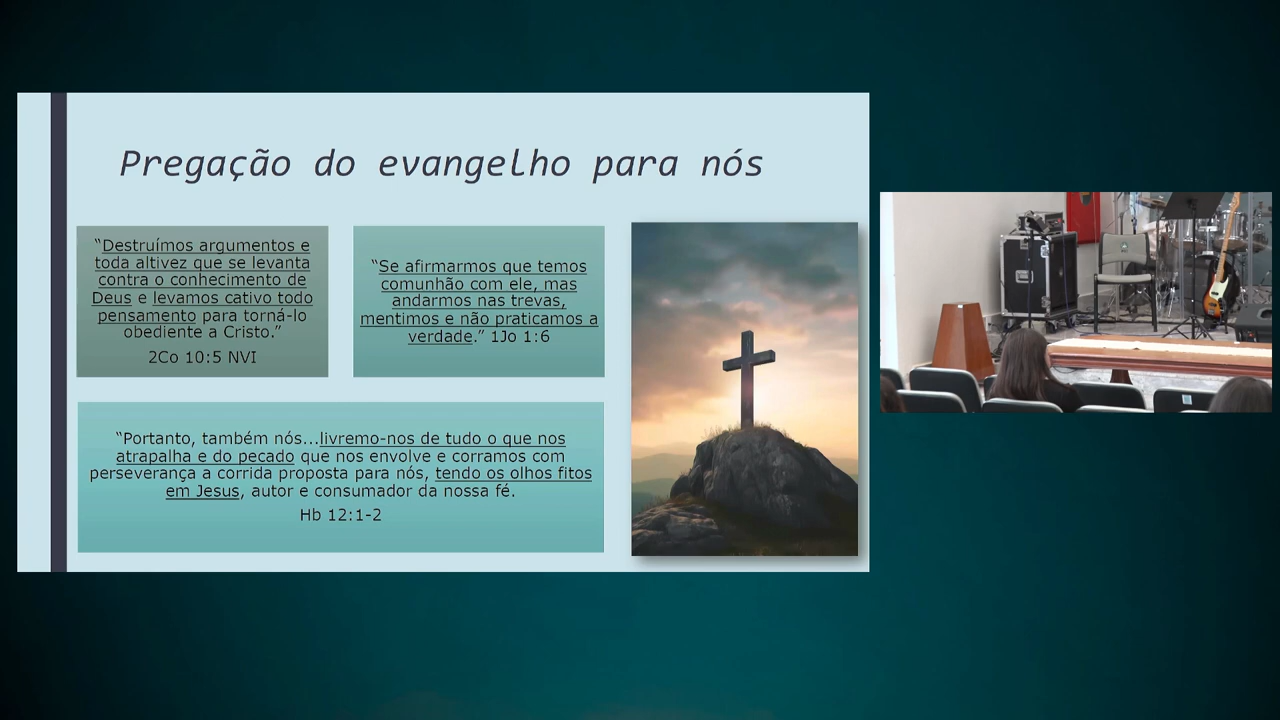 Pregação do evangelho para nós
“Destruímos argumentos e
toda altivez que se levanta
contra o conhecimento de
Deus e levamos cativo todo
pensamento para torná-lo
obediente a Cristo.”
2Co 10:5 NVI
“Se afirmarmos que temos
comunhão com ele, mas
andarmos nas trevas,
mentimos e não praticamos a
verdade.” 1Jo 1:6
“Portanto, também nós...livremo-nos de tudo o que nos
atrapalha e do pecado que nos envolve e corramos com
perseverança a corrida proposta para nós, tendo os olhos fitos
em Jesus, autor e consumador da nossa fé.
Hb 12:1-2